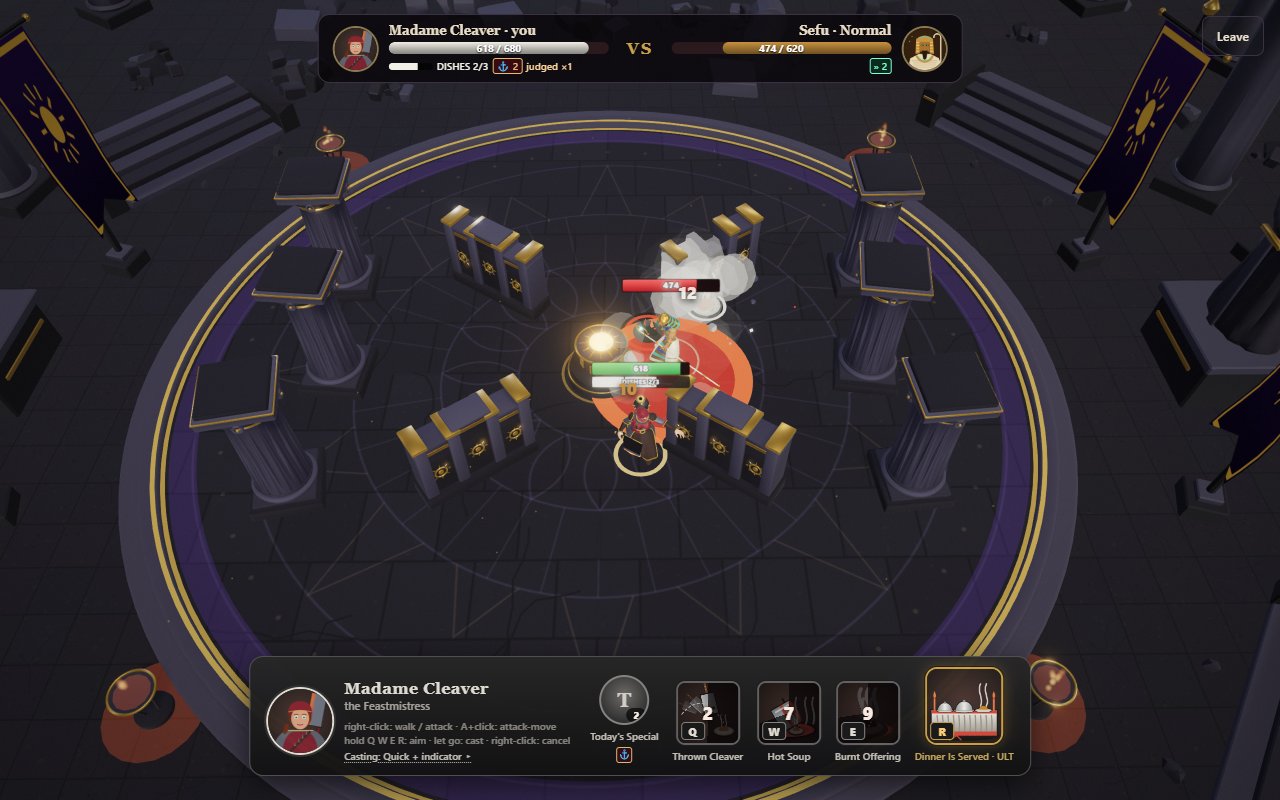 Madame Cleaver · you
618 / 680
DISHES 2/3 2 judged ×1
VS
Sefu · Normal
474 / 620
» 2
Leave
474
12
618
DISHES 2/3
10
Madame Cleaver
the Feastmistress
right-click: walk / attack · A+click: attack-move
hold Q W E R: aim · let go: cast · right-click: cancel
Casting: Quick + indicator ▸
T
2
Today's Special
2
Q
Thrown Cleaver
7
W
Hot Soup
9
E
Burnt Offering
R
Dinner Is Served · ULT